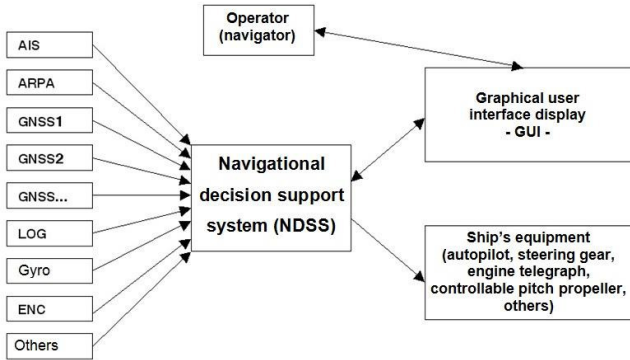 Operator
(navigator)
AIS
ARPA
GNSS1
GNSS2
GNSS...
LOG
Gyro
ENC
Others
Navigational
decision support
system (NDSS)
Graphical user
interface display
- GUI -
Ship's equipment
(autopilot, steering gear,
engine telegraph,
controllable pitch propeller,
others)